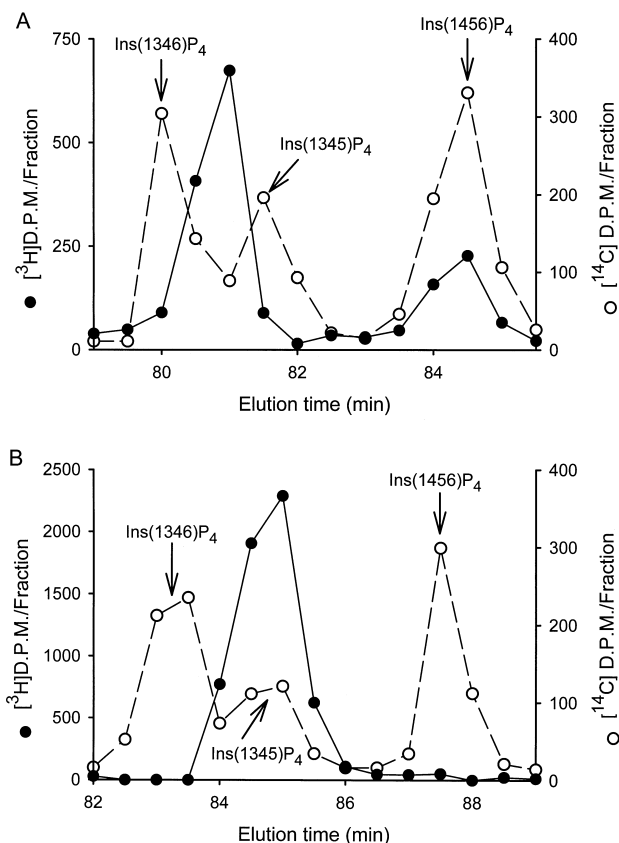 A
Ins(1346)P4
Ins(1456)P4
Ins(1345)P4
750
500
250
0
400
300
200
100
0
80
82
84
[3H]D.P.M./Fraction
[14C] D.P.M./Fraction
Elution time (min)
B
Ins(1346)P4
Ins(1456)P4
Ins(1345)P4
2500
2000
1500
1000
500
0
400
300
200
100
0
82
84
86
88
[3H]D.P.M./Fraction
[14C] D.P.M./Fraction
Elution time (min)